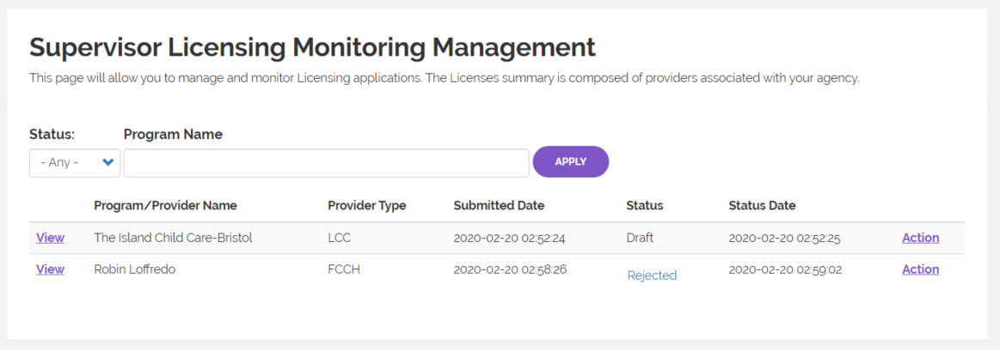 Supervisor Licensing Monitoring Management
This page will allow you to manage and monitor Licensing applications. The Licenses summary is composed of providers associated with your agency.
Status: Program Name
- Any - APPLY
Program/Provider Name Provider Type Submitted Date Status Status Date
View The Island Child Care-Bristol LCC 2020-02-20 02:52:24 Draft 2020-02-20 02:52:25 Action
View Robin Loffredo FCCH 2020-02-20 02:58:26 Rejected 2020-02-20 02:59:02 Action